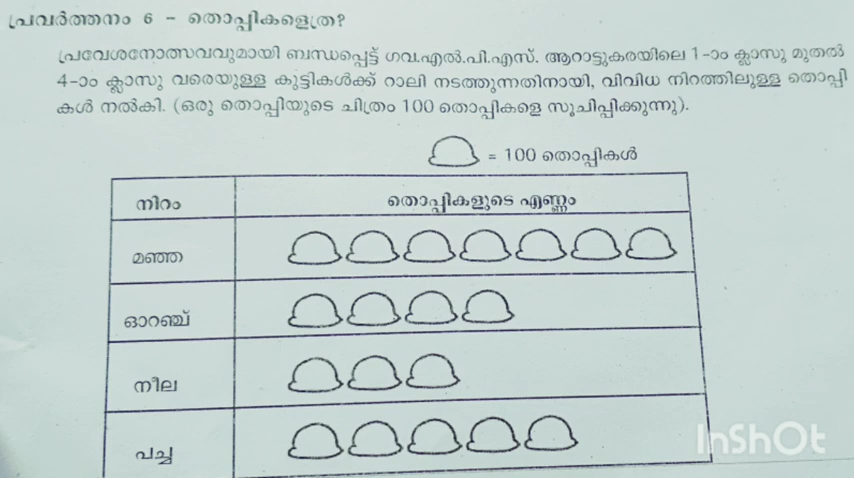 പ്രവർത്തനം 6 - തൊപ്പികളെത്ര?
പ്രവേശനോത്സവവുമായി ബന്ധപ്പെട്ട് ഗവ.എൽ.പി.എസ്. ആറാട്ടുകരയിലെ 1-ാം ക്ലാസു മുതൽ
4-ാം ക്ലാസു വരെയുള്ള കുട്ടികൾക്ക് റാലി നടത്തുന്നതിനായി, വിവിധ നിറത്തിലുള്ള തൊപ്പി
കൾ നൽകി. (ഒരു തൊപ്പിയുടെ ചിത്രം 100 തൊപ്പികളെ സൂചിപ്പിക്കുന്നു).
= 100 തൊപ്പികൾ
നിറം തൊപ്പികളുടെ എണ്ണം
മഞ്ഞ
ഓറഞ്ച്
നീല
പച്ച
InShOt